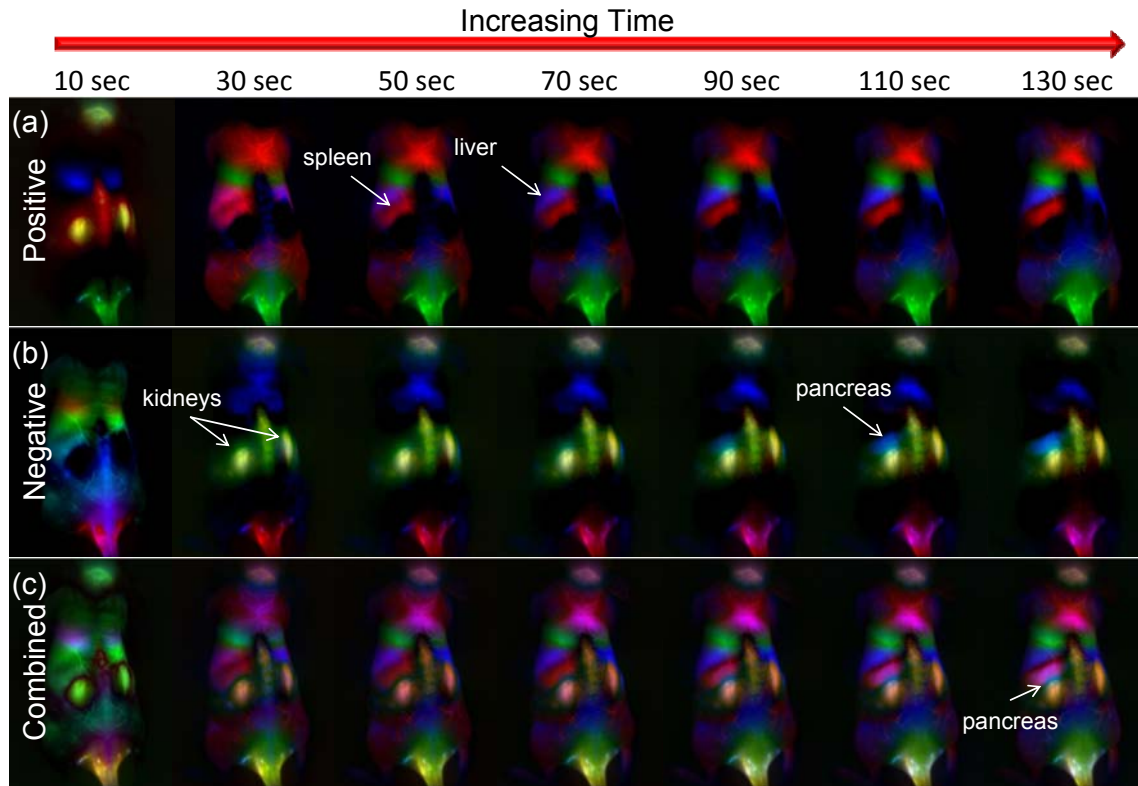 Increasing Time
10 sec 30 sec 50 sec 70 sec 90 sec 110 sec 130 sec
(a)
Positive
spleen
liver
(b)
Negative
kidneys
pancreas
(c)
Combined
pancreas